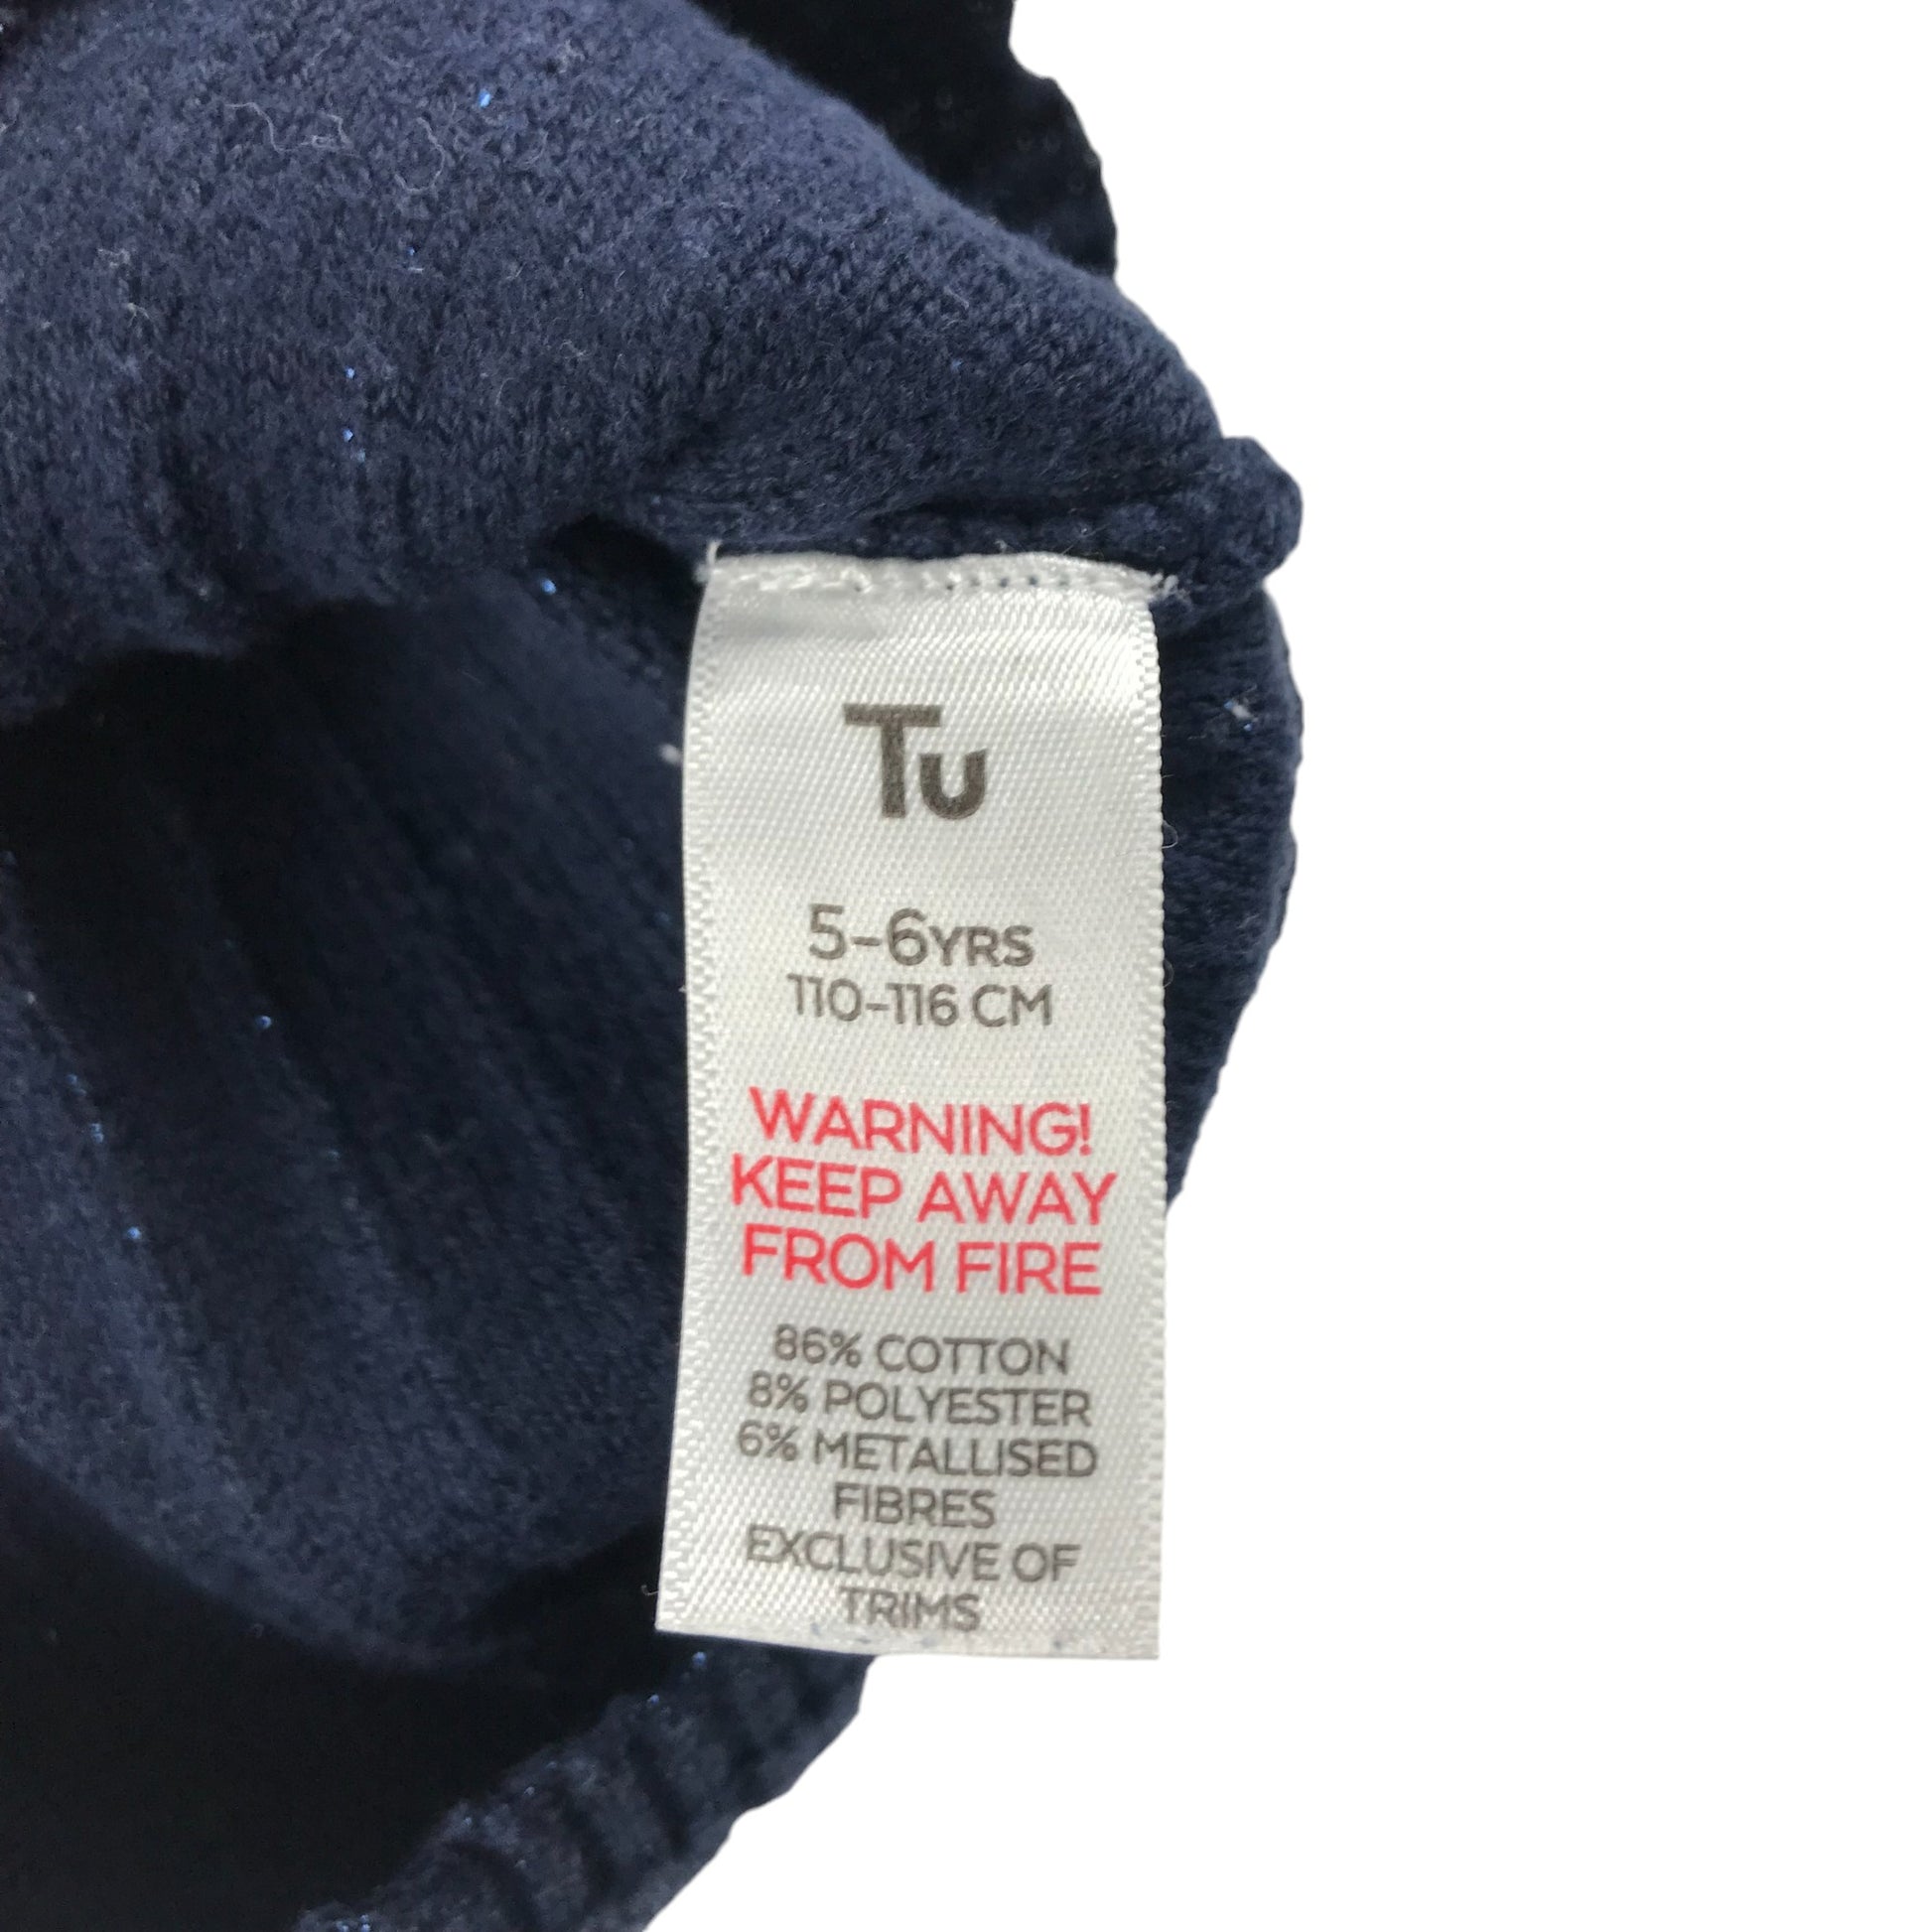 Tu
5-6YRS
110-116 CM
WARNING!
KEEP AWAY
FROM FIRE
86% COTTON
8% POLYESTER
6% METALLISED
FIBRES
EXCLUSIVE OF
TRIMS